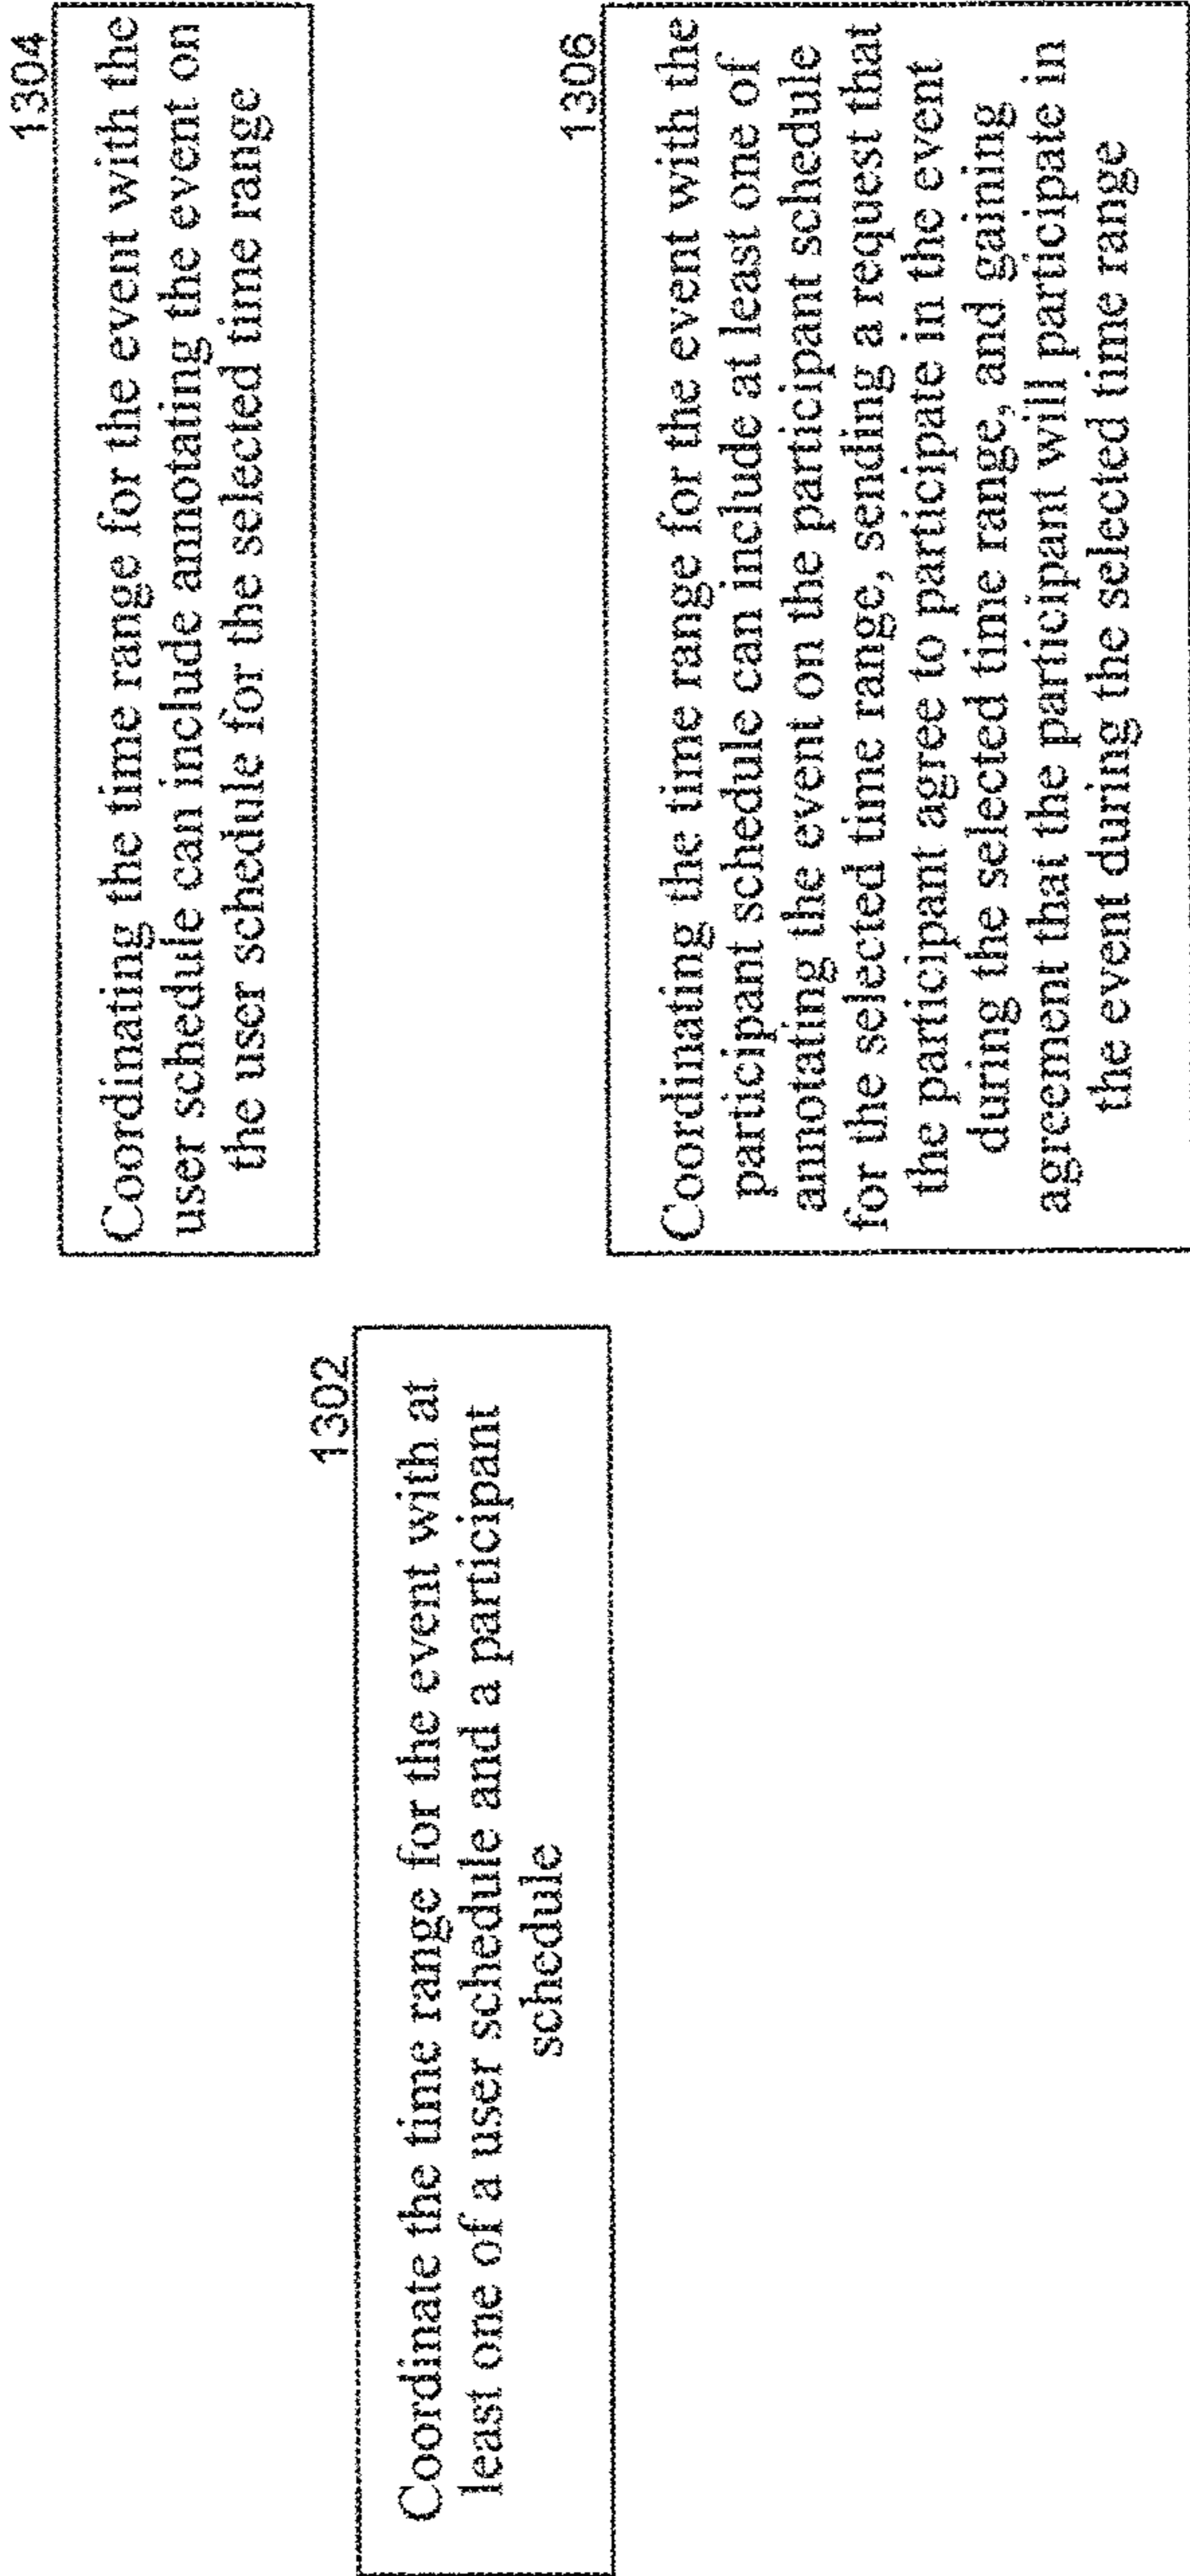 1302
Coordinate the time range for the event with at
least one of a user schedule and a participant
schedule
1304
Coordinating the time range for the event with the
user schedule can include annotating the event on
the user schedule for the selected time range
1306
Coordinating the time range for the event with the
participant schedule can include at least one of
annotating the event on the participant schedule
for the selected time range, sending a request that
the participant agree to participate in the event
during the selected time range, and gaining
agreement that the participant will participate in
the event during the selected time range